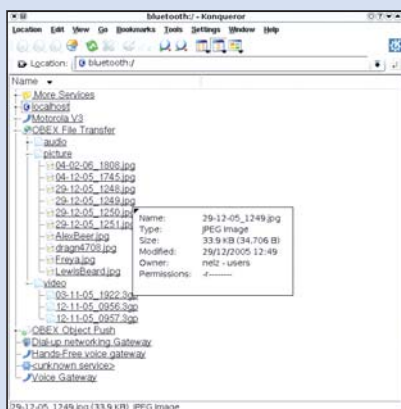 bluetooth:/ - Konqueror
Location Edit View Go Bookmarks Tools Settings Window Help
Location: bluetooth:/
Name
More Services
localhost
Motorola V3
OBEX File Transfer
audio
picture
04-02-06_1808.jpg
04-12-05_1745.jpg
29-12-05_1248.jpg
29-12-05_1249.jpg
29-12-05_1250.jpg
29-12-05_1251.jpg
AlexBeer.jpg
dragn4708.jpg
Freya.jpg
LewisBeard.jpg
Name: 29-12-05_1249.jpg
Type: JPEG Image
Size: 33.9 KB (34,706 B)
Modified: 29/12/2005 12:49
Owner: nelz - users
Permissions: -r--------
video
03-11-05_1922.3gp
12-11-05_0956.3gp
12-11-05_0957.3gp
OBEX Object Push
Dial-up networking Gateway
Hands-Free voice gateway
<unknown service>
Voice Gateway
29-12-05_1249.jpg (33.9 KB) JPEG Image